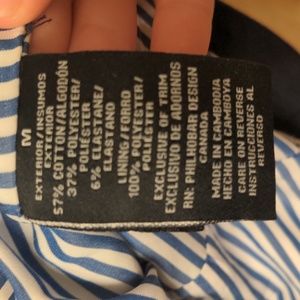 M
EXTERIOR/INSUMOS
EXTERIOR
57% COTTON/ALGODÓN
37% POLYESTER/
POLIÉSTER
6% ELASTANE/
ELASTANO
LINING/FORRO
100% POLYESTER/
POLIÉSTER
EXCLUSIVE OF TRIM
EXCLUSIVO DE ADORNOS
RN: PHILHOBAR DESIGN
CANADA
MADE IN CAMBODIA
HECHO EN CAMBOYA
CARE ON REVERSE
INSTRUCCIONES AL
REVERSO